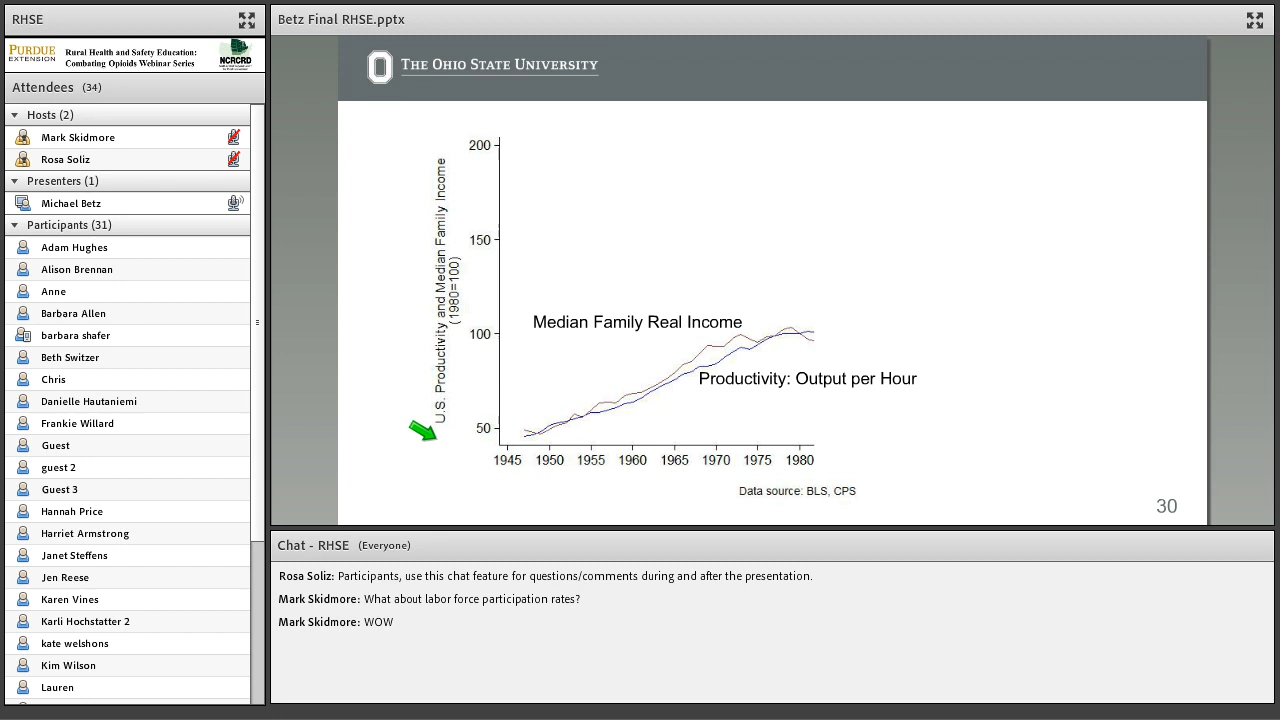 RHSE
PURDUE
EXTENSION
Rural Health and Safety Education:
Combating Opioids Webinar Series
NCRCRD
Attendees (34)
Hosts (2)
Mark Skidmore
Rosa Soliz
Presenters (1)
Michael Betz
Participants (31)
Adam Hughes
Alison Brennan
Anne
Barbara Allen
barbara shafer
Beth Switzer
Chris
Danielle Hautaniemi
Frankie Willard
Guest
guest 2
Guest 3
Hannah Price
Harriet Armstrong
Janet Steffens
Jen Reese
Karen Vines
Karli Hochstatter 2
kate welshons
Kim Wilson
Lauren
Betz Final RHSE.pptx
THE OHIO STATE UNIVERSITY
U.S. Productivity and Median Family Income
(1980=100)
200
150
100
50
Median Family Real Income
Productivity: Output per Hour
1945 1950 1955 1960 1965 1970 1975 1980
Data source: BLS, CPS
30
Chat - RHSE (Everyone)
Rosa Soliz: Participants, use this chat feature for questions/comments during and after the presentation.
Mark Skidmore: What about labor force participation rates?
Mark Skidmore: WOW